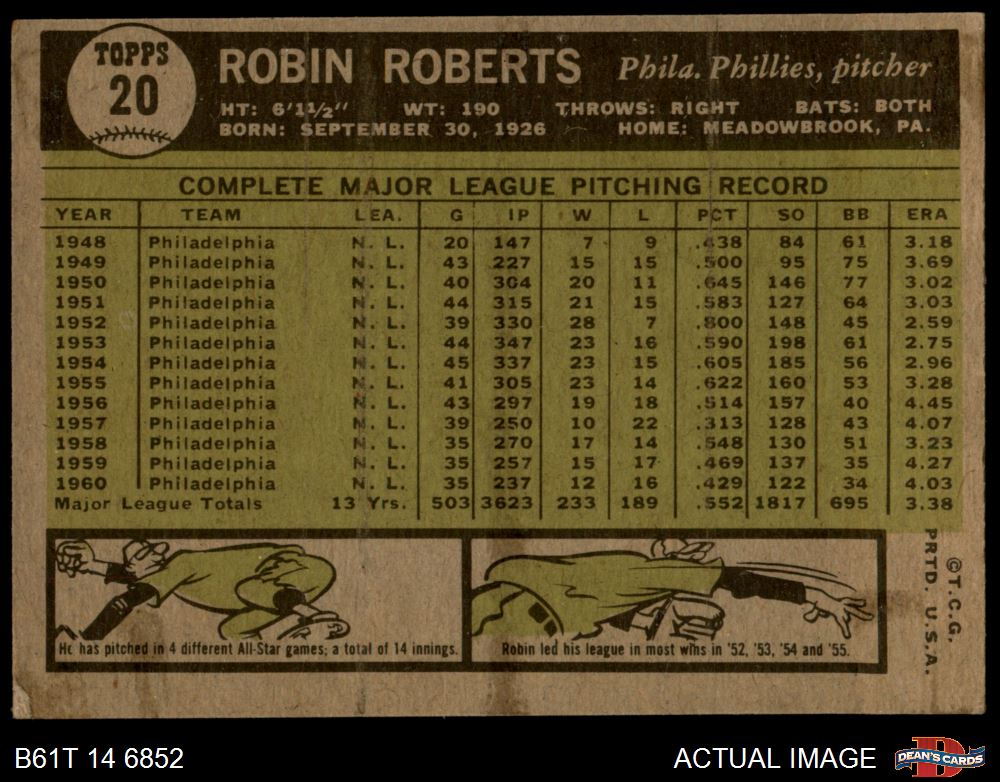 TOPPS
20
ROBIN ROBERTS Phila. Phillies, pitcher
HT: 6'1 1/2" WT: 190 THROWS: RIGHT BATS: BOTH
BORN: SEPTEMBER 30, 1926 HOME: MEADOWBROOK, PA.
COMPLETE MAJOR LEAGUE PITCHING RECORD
YEAR TEAM LEA. G IP W L PCT SO BB ERA
1948 Philadelphia N. L. 20 147 7 9 .438 84 61 3.18
1949 Philadelphia N. L. 43 227 15 15 .500 95 75 3.69
1950 Philadelphia N. L. 40 304 20 11 .645 146 77 3.02
1951 Philadelphia N. L. 44 315 21 15 .583 127 64 3.03
1952 Philadelphia N. L. 39 330 28 7 .800 148 45 2.59
1953 Philadelphia N. L. 44 347 23 16 .590 198 61 2.75
1954 Philadelphia N. L. 45 337 23 15 .605 185 56 2.96
1955 Philadelphia N. L. 41 305 23 14 .622 160 53 3.28
1956 Philadelphia N. L. 43 297 19 18 .514 157 40 4.45
1957 Philadelphia N. L. 39 250 10 22 .313 128 43 4.07
1958 Philadelphia N. L. 35 270 17 14 .548 130 51 3.23
1959 Philadelphia N. L. 35 257 15 17 .469 137 35 4.27
1960 Philadelphia N. L. 35 237 12 16 .429 122 34 4.03
Major League Totals 13 Yrs. 503 3623 233 189 .552 1817 695 3.38
He has pitched in 4 different All-Star games; a total of 14 innings.
Robin led his league in most wins in '52, '53, '54 and '55.
©T.C.G.
PRTD. U.S.A.
B61T 14 6852
ACTUAL IMAGE
D
DEAN'S CARDS